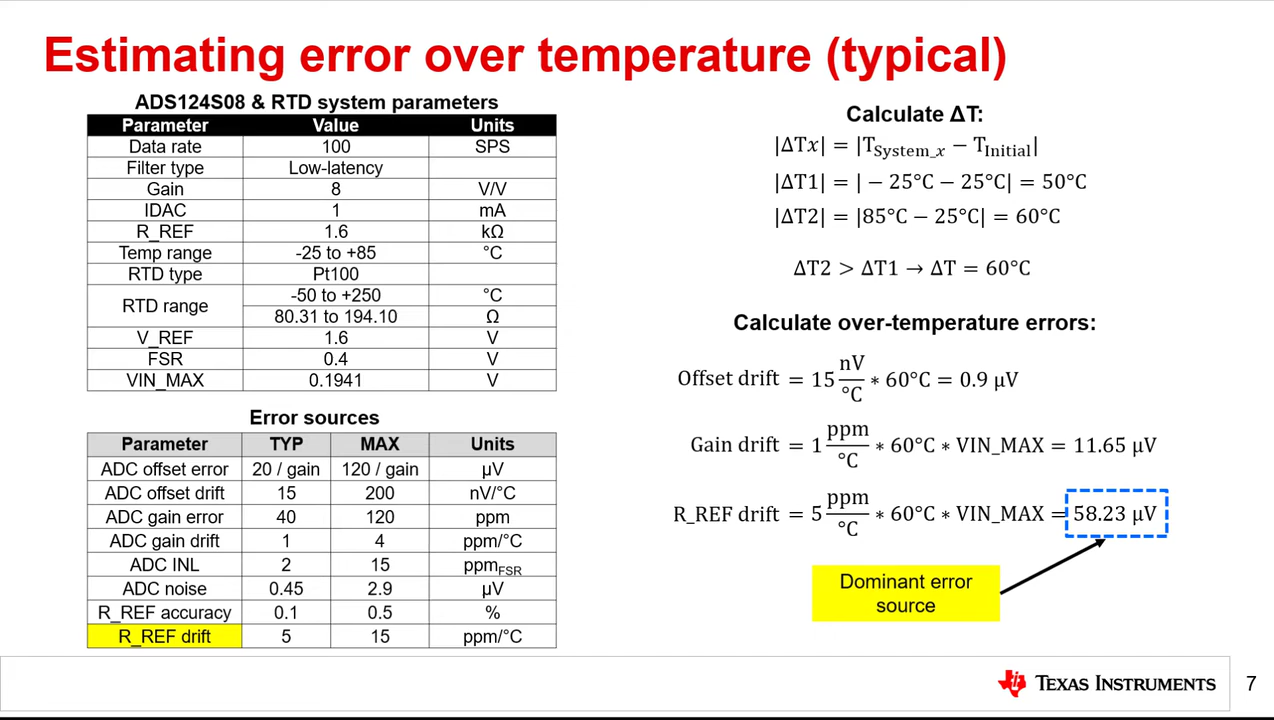 Estimating error over temperature (typical)
ADS124S08 & RTD system parameters
Parameter Value Units
Data rate 100 SPS
Filter type Low-latency
Gain 8 V/V
IDAC 1 mA
R_REF 1.6 kΩ
Temp range -25 to +85 °C
RTD type Pt100
RTD range -50 to +250 °C
80.31 to 194.10 Ω
V_REF 1.6 V
FSR 0.4 V
VIN_MAX 0.1941 V
Error sources
Parameter TYP MAX Units
ADC offset error 20 / gain 120 / gain µV
ADC offset drift 15 200 nV/°C
ADC gain error 40 120 ppm
ADC gain drift 1 4 ppm/°C
ADC INL 2 15 ppm_FSR
ADC noise 0.45 2.9 µV
R_REF accuracy 0.1 0.5 %
R_REF drift 5 15 ppm/°C
Calculate ΔT:
|ΔTx| = |T_System_x − T_Initial|
|ΔT1| = | − 25°C − 25°C| = 50°C
|ΔT2| = |85°C − 25°C| = 60°C
ΔT2 > ΔT1 → ΔT = 60°C
Calculate over-temperature errors:
Offset drift = 15 nV/°C * 60°C = 0.9 µV
Gain drift = 1 ppm/°C * 60°C * VIN_MAX = 11.65 µV
R_REF drift = 5 ppm/°C * 60°C * VIN_MAX = 58.23 µV
Dominant error
source
TEXAS INSTRUMENTS
7